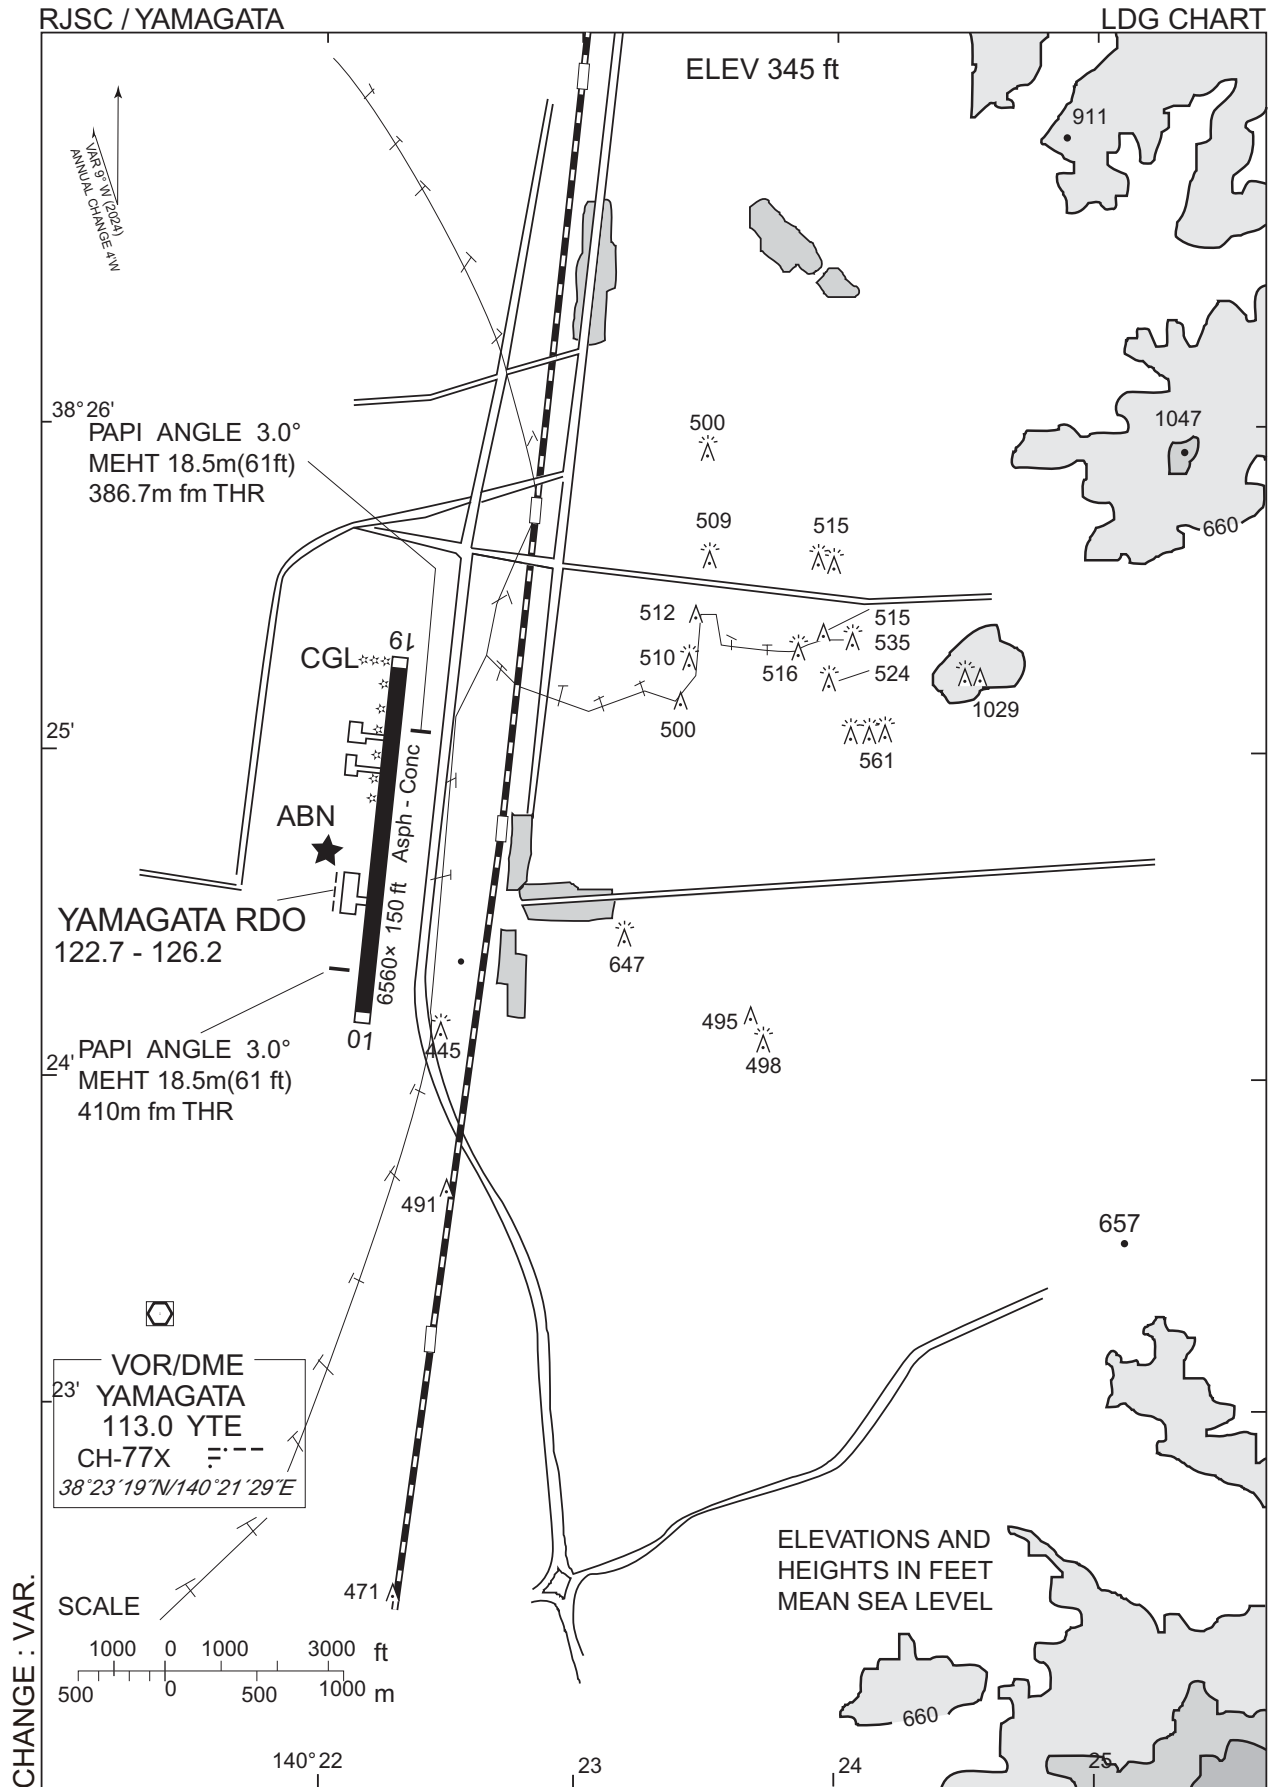 RJSC / YAMAGATA
LDG CHART
ELEV 345 ft
911
VAR 9° W (2024)
ANNUAL CHANGE 4'W
38°26'
PAPI ANGLE 3.0°
MEHT 18.5m(61ft)
386.7m fm THR
500
1047
509
515
660
512
515
535
CGL
19
510
516
524
1029
500
25'
561
ABN
6560× 150 ft Asph - Conc
YAMAGATA RDO
122.7 - 126.2
647
495
498
01
445
24'
PAPI ANGLE 3.0°
MEHT 18.5m(61 ft)
410m fm THR
491
657
VOR/DME
23'
YAMAGATA
113.0 YTE
CH-77X
38°23´19˝N/140°21´29˝E
ELEVATIONS AND
HEIGHTS IN FEET
MEAN SEA LEVEL
471
SCALE
1000 0 1000 3000 ft
500 0 500 1000 m
660
CHANGE : VAR.
140°22
23
24
25